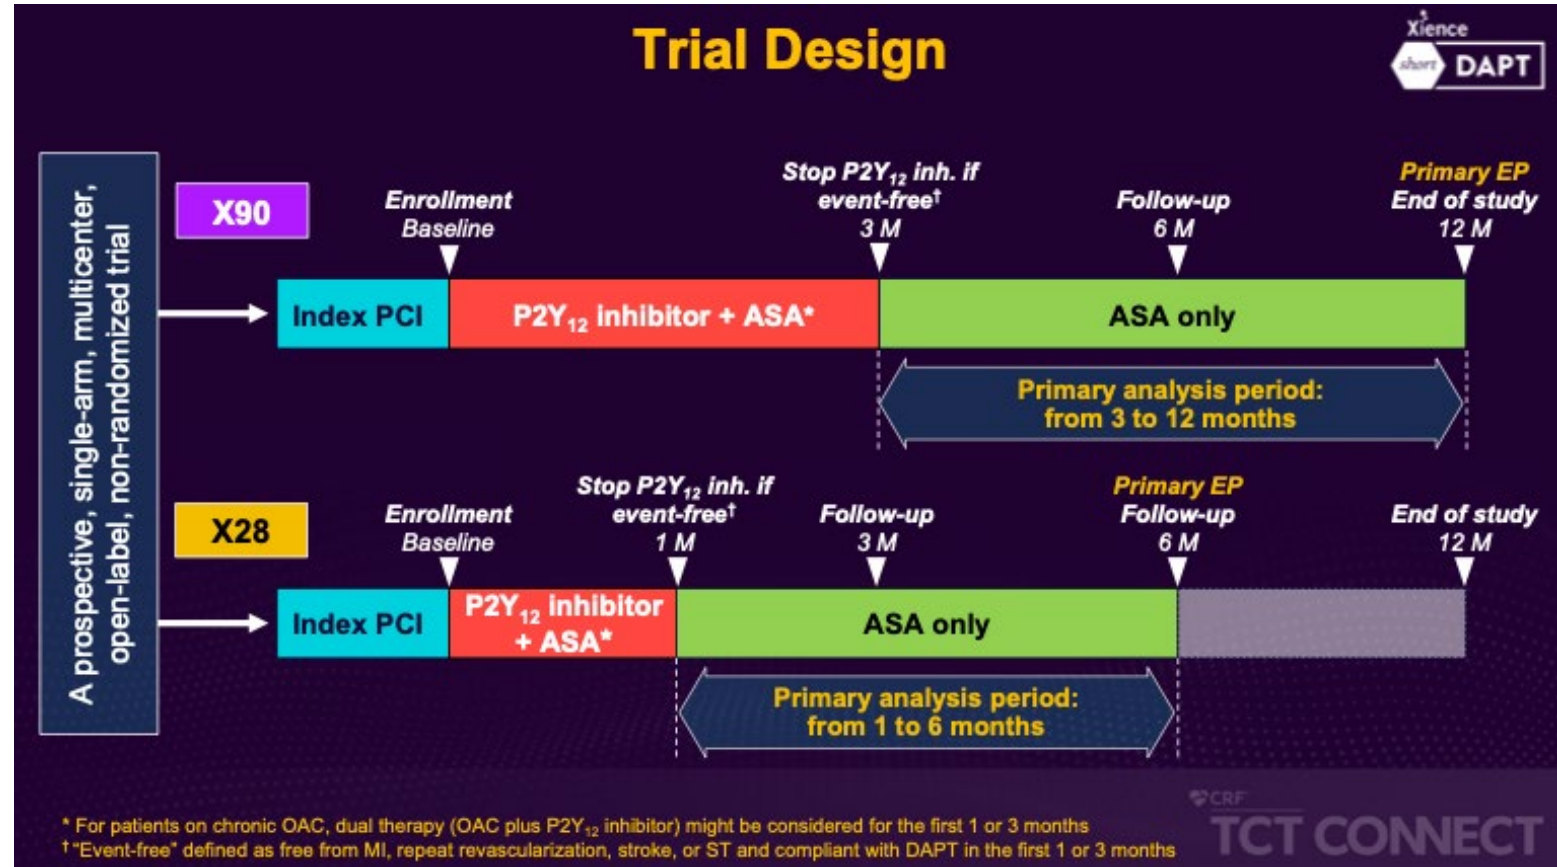 Trial Design
Xience
short DAPT
A prospective, single-arm, multicenter,
open-label, non-randomized trial
X90
Enrollment
Baseline
Stop P2Y₁₂ inh. if
event-free†
3 M
Follow-up
6 M
Primary EP
End of study
12 M
Index PCI
P2Y₁₂ inhibitor + ASA*
ASA only
Primary analysis period:
from 3 to 12 months
X28
Enrollment
Baseline
Stop P2Y₁₂ inh. if
event-free†
1 M
Follow-up
3 M
Primary EP
Follow-up
6 M
End of study
12 M
Index PCI
P2Y₁₂ inhibitor
+ ASA*
ASA only
Primary analysis period:
from 1 to 6 months
* For patients on chronic OAC, dual therapy (OAC plus P2Y₁₂ inhibitor) might be considered for the first 1 or 3 months
† "Event-free" defined as free from MI, repeat revascularization, stroke, or ST and compliant with DAPT in the first 1 or 3 months
CRF
TCT CONNECT